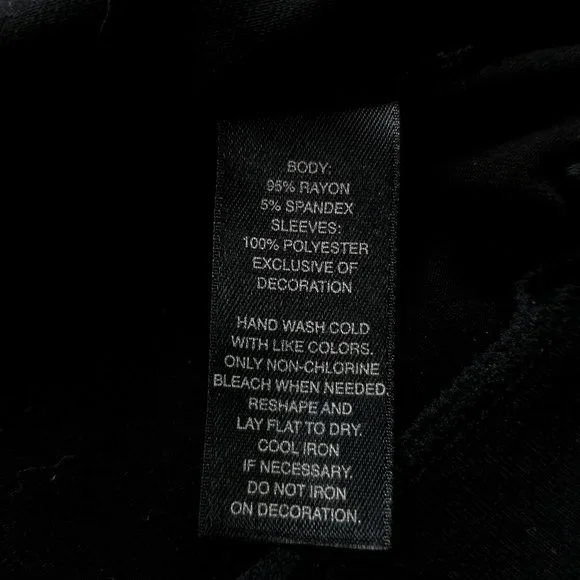 BODY:
95% RAYON
5% SPANDEX
SLEEVES:
100% POLYESTER
EXCLUSIVE OF
DECORATION
HAND WASH COLD
WITH LIKE COLORS.
ONLY NON-CHLORINE
BLEACH WHEN NEEDED.
RESHAPE AND
LAY FLAT TO DRY.
COOL IRON
IF NECESSARY.
DO NOT IRON
ON DECORATION.